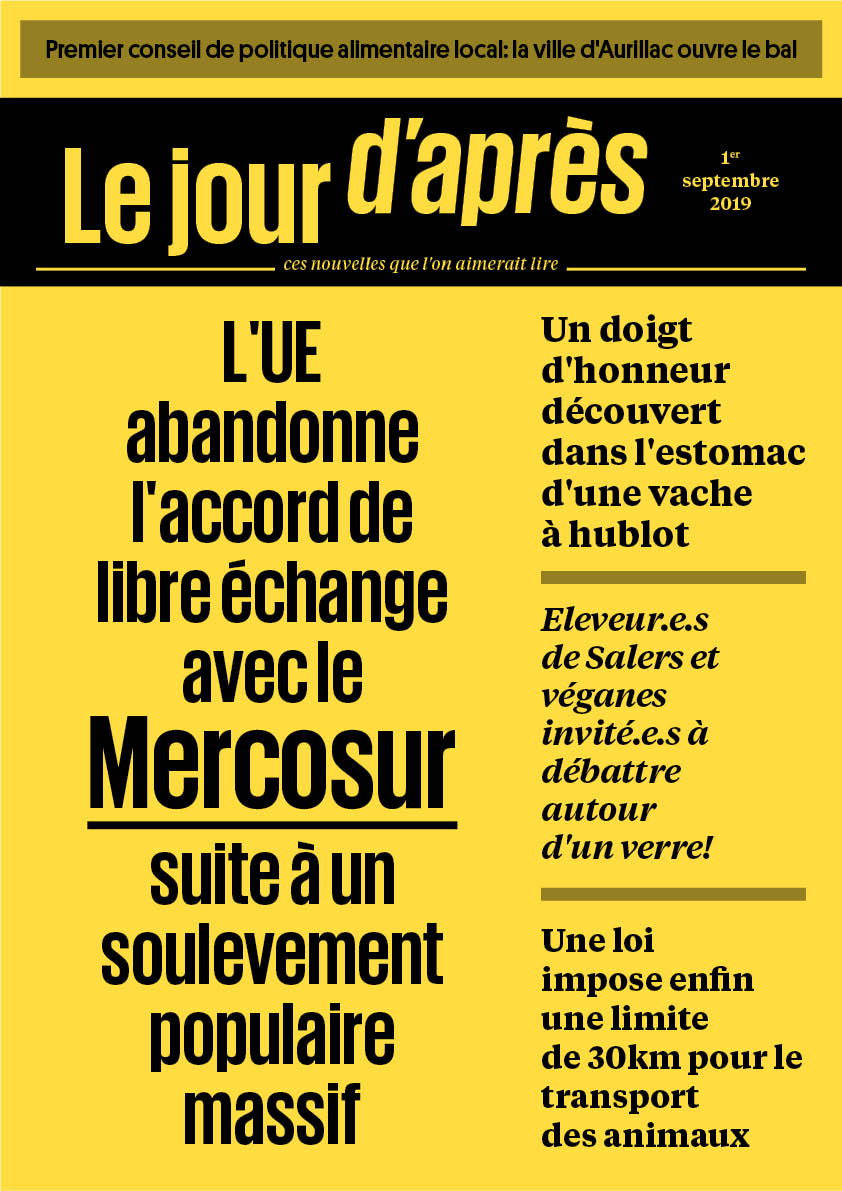 Premier conseil de politique alimentaire local: la ville d'Aurillac ouvre le bal
Le jour d'après
1er
septembre
2019
ces nouvelles que l'on aimerait lire
L'UE
abandonne
l'accord de
libre échange
avec le
Mercosur
suite à un
soulevement
populaire
massif
Un doigt
d'honneur
découvert
dans l'estomac
d'une vache
à hublot
Eleveur.e.s
de Salers et
véganes
invité.e.s à
débattre
autour
d'un verre!
Une loi
impose enfin
une limite
de 30km pour le
transport
des animaux